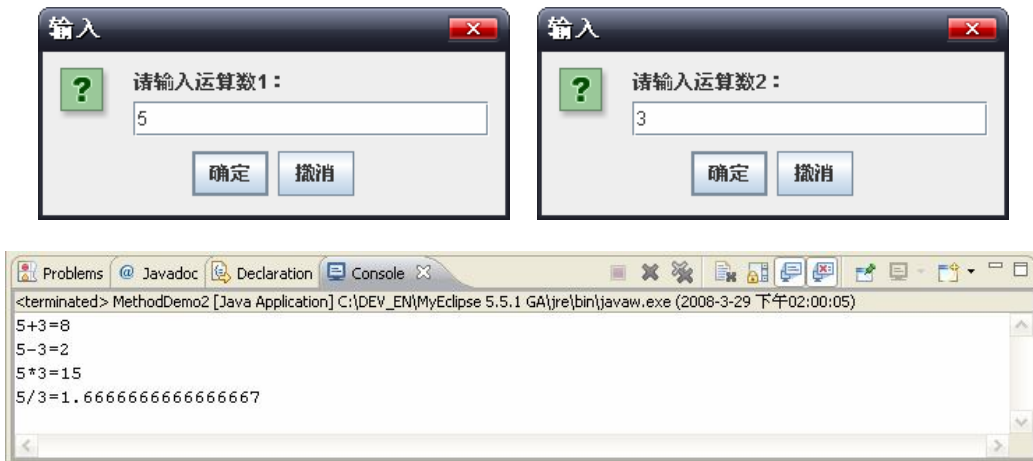 输入
请输入运算数1：
5
确定 撤消
输入
请输入运算数2：
3
确定 撤消
Problems @ Javadoc Declaration Console
<terminated> MethodDemo2 [Java Application] C:\DEV_EN\MyEclipse 5.5.1 GA\jre\bin\javaw.exe (2008-3-29 下午02:00:05)
5+3=8
5-3=2
5*3=15
5/3=1.6666666666666667